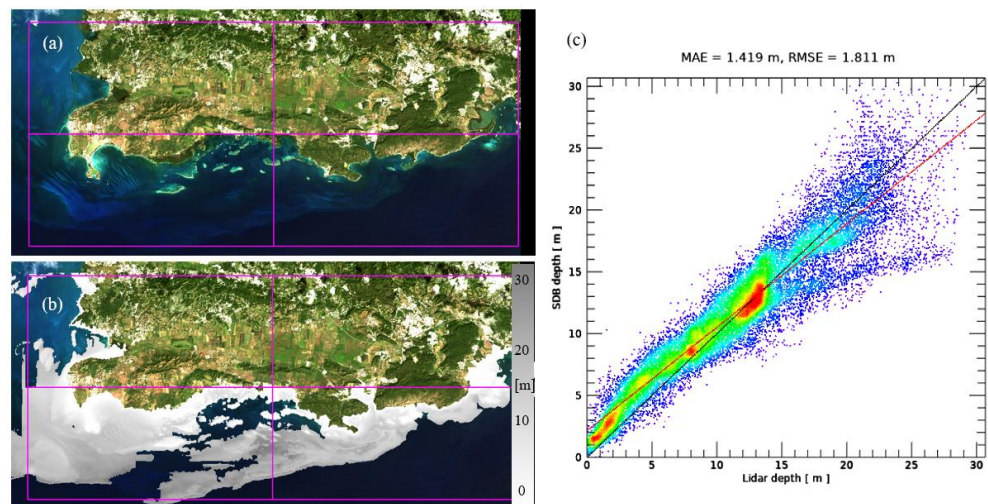 (a)
(b)
30
20
[m]
10
0
(c)
MAE = 1.419 m, RMSE = 1.811 m
30
25
20
15
10
5
0
SDB depth [ m ]
0 5 10 15 20 25 30
Lidar depth [ m ]